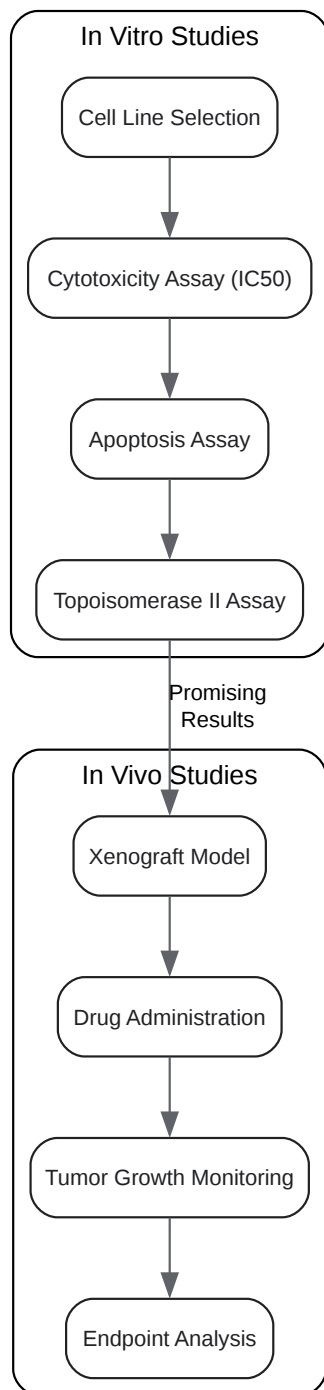 In Vitro Studies
Cell Line Selection
Cytotoxicity Assay (IC50)
Apoptosis Assay
Topoisomerase II Assay
Promising
Results
In Vivo Studies
Xenograft Model
Drug Administration
Tumor Growth Monitoring
Endpoint Analysis